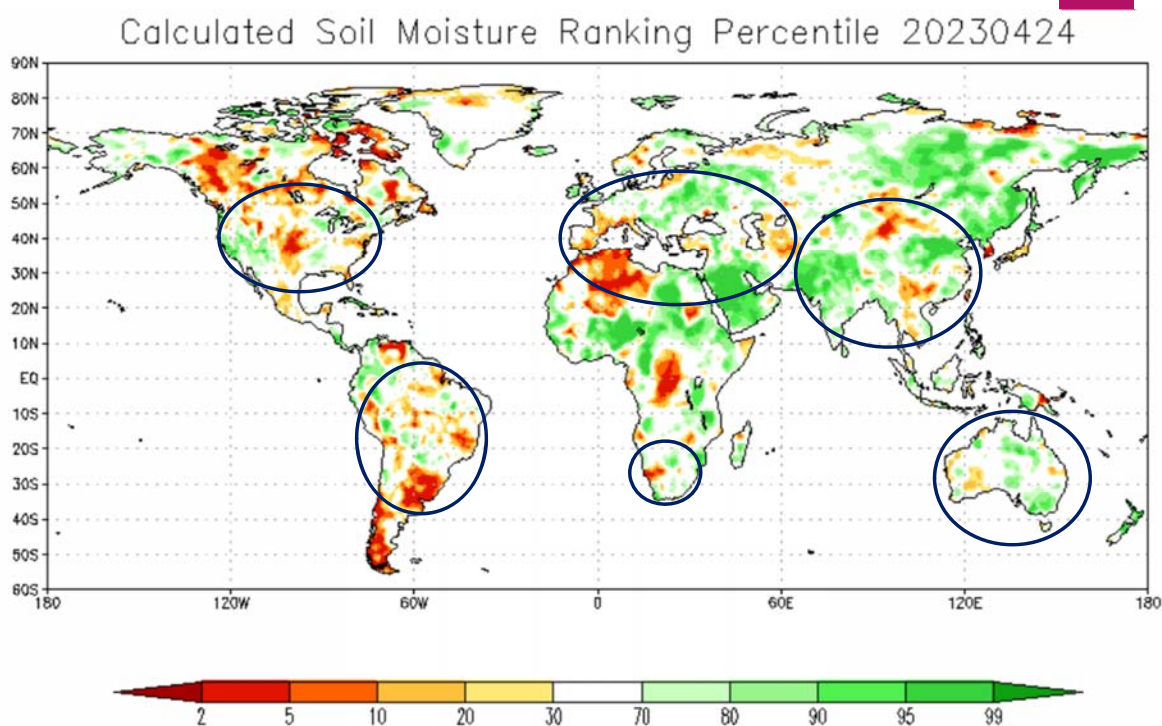 Calculated Soil Moisture Ranking Percentile 20230424
90N
80N
70N
60N
50N
40N
30N
20N
10N
EQ
10S
20S
30S
40S
50S
60S
180 120W 60W 0 60E 120E 180
2 5 10 20 30 70 80 90 95 99